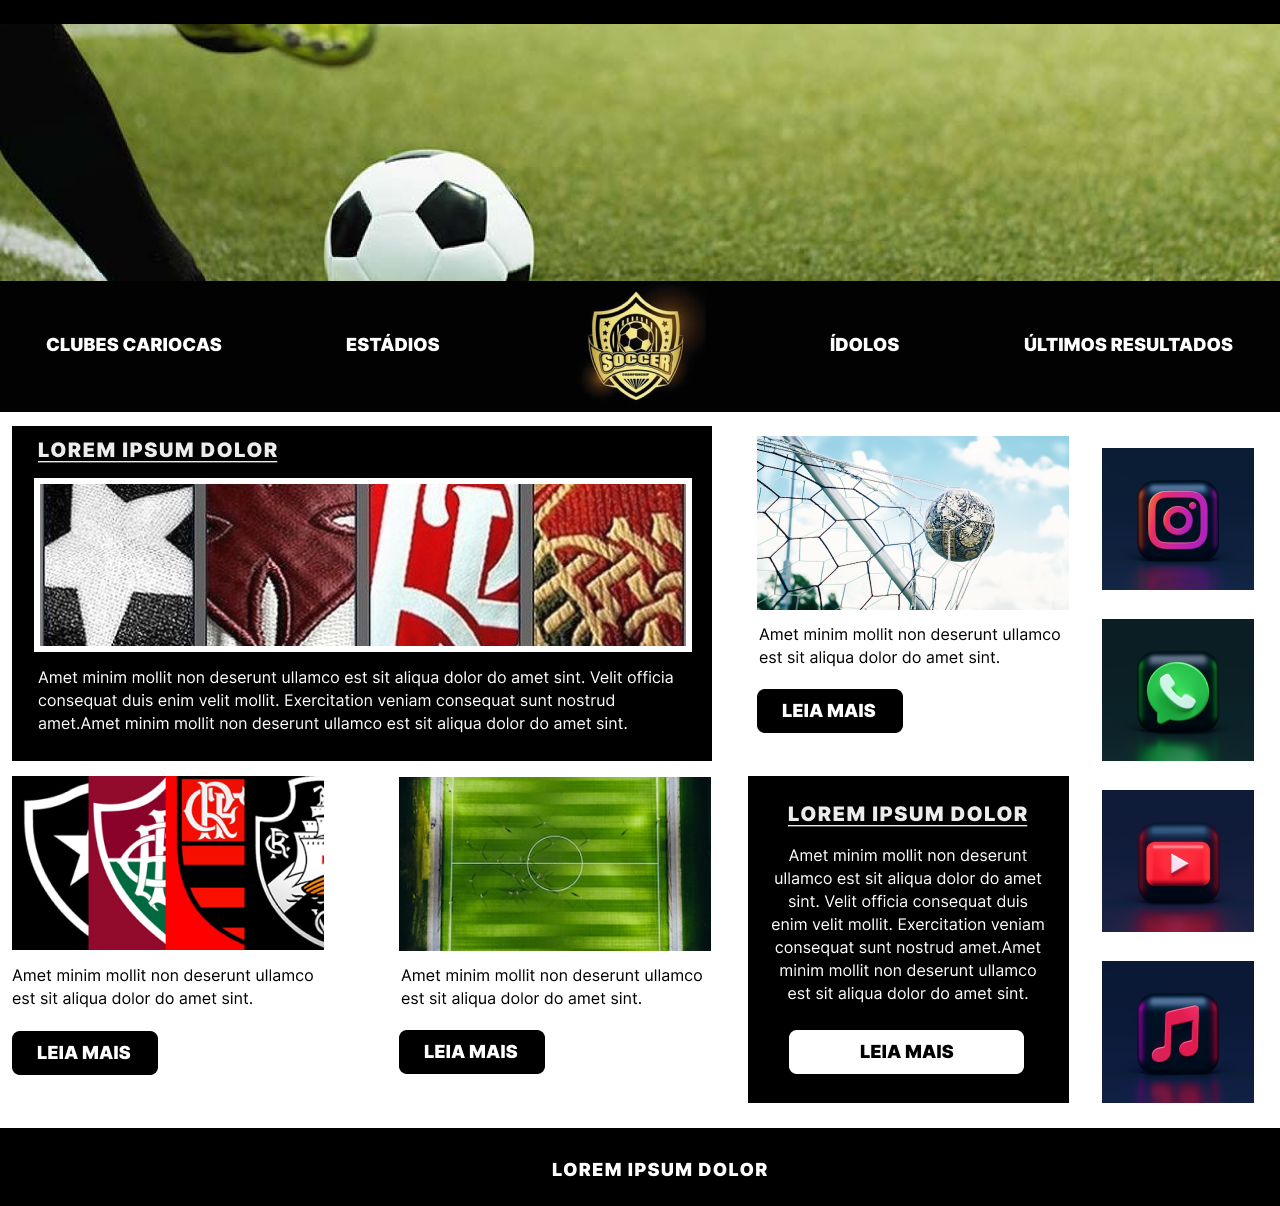 CLUBES CARIOCAS
ESTÁDIOS
SOCCER
CHAMPIONSHIP
ÍDOLOS
ÚLTIMOS RESULTADOS
LOREM IPSUM DOLOR
Amet minim mollit non deserunt ullamco est sit aliqua dolor do amet sint. Velit officia
consequat duis enim velit mollit. Exercitation veniam consequat sunt nostrud
amet.Amet minim mollit non deserunt ullamco est sit aliqua dolor do amet sint.
Amet minim mollit non deserunt ullamco
est sit aliqua dolor do amet sint.
LEIA MAIS
Amet minim mollit non deserunt ullamco
est sit aliqua dolor do amet sint.
LEIA MAIS
Amet minim mollit non deserunt ullamco
est sit aliqua dolor do amet sint.
LEIA MAIS
LOREM IPSUM DOLOR
Amet minim mollit non deserunt
ullamco est sit aliqua dolor do amet
sint. Velit officia consequat duis
enim velit mollit. Exercitation veniam
consequat sunt nostrud amet.Amet
minim mollit non deserunt ullamco
est sit aliqua dolor do amet sint.
LEIA MAIS
LOREM IPSUM DOLOR